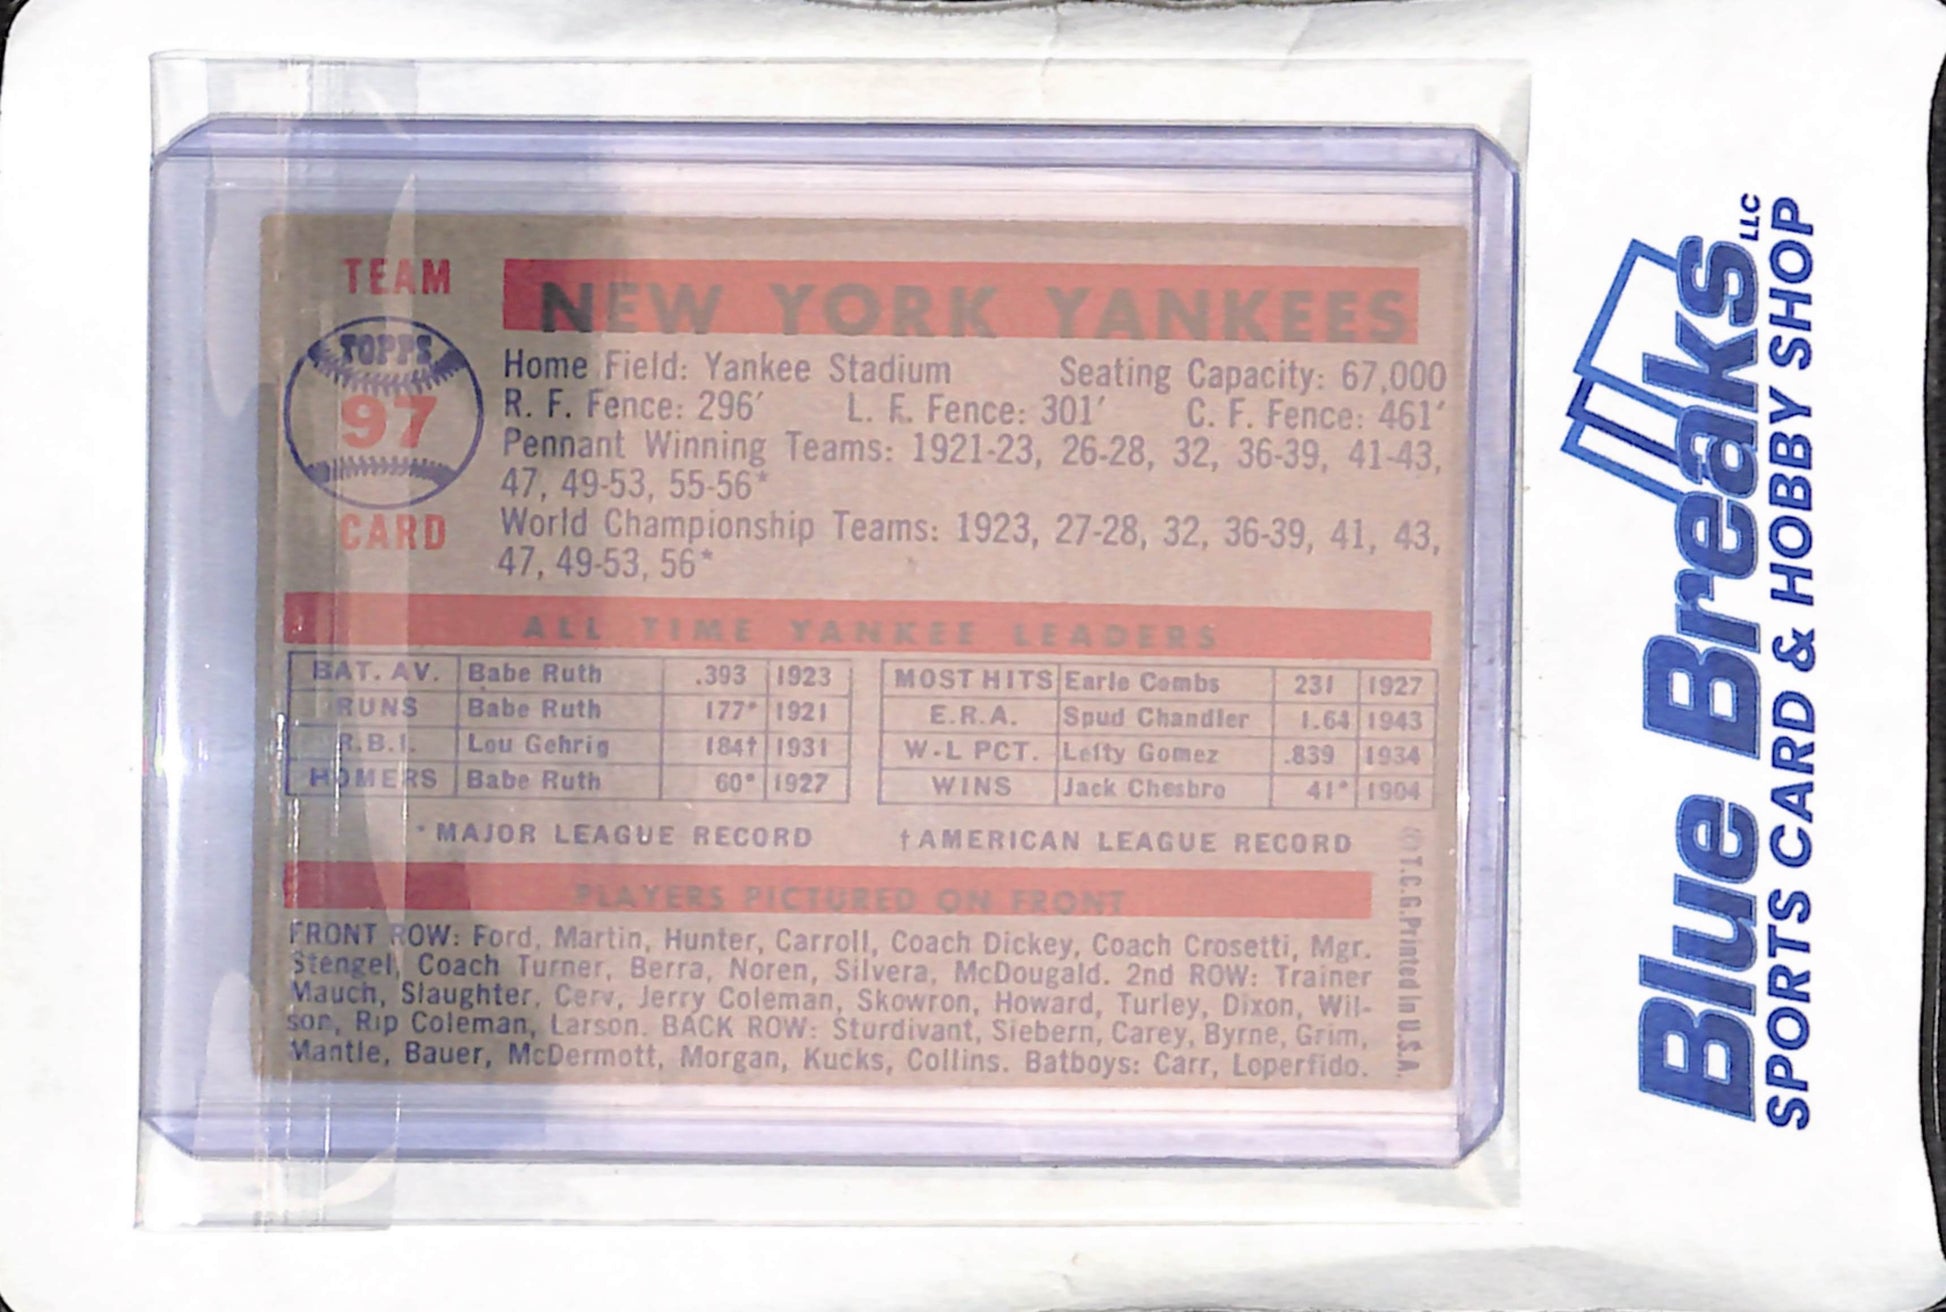 TEAM
TOPPS
97
CARD
NEW YORK YANKEES
Home Field: Yankee Stadium Seating Capacity: 67,000
R. F. Fence: 296′ L. F. Fence: 301′ C. F. Fence: 461′
Pennant Winning Teams: 1921-23, 26-28, 32, 36-39, 41-43,
47, 49-53, 55-56*
World Championship Teams: 1923, 27-28, 32, 36-39, 41, 43,
47, 49-53, 56*
ALL TIME YANKEE LEADERS
BAT. AV. Babe Ruth .393 1923
RUNS Babe Ruth 177* 1921
R.B.I. Lou Gehrig 184† 1931
HOMERS Babe Ruth 60* 1927
MOST HITS Earle Combs 231 1927
E.R.A. Spud Chandler 1.64 1943
W-L PCT. Lefty Gomez .839 1934
WINS Jack Chesbro 41* 1904
*MAJOR LEAGUE RECORD †AMERICAN LEAGUE RECORD
PLAYERS PICTURED ON FRONT
FRONT ROW: Ford, Martin, Hunter, Carroll, Coach Dickey, Coach Crosetti, Mgr.
Stengel, Coach Turner, Berra, Noren, Silvera, McDougald. 2nd ROW: Trainer
Mauch, Slaughter, Cerv, Jerry Coleman, Skowron, Howard, Turley, Dixon, Wil-
son, Rip Coleman, Larson. BACK ROW: Sturdivant, Siebern, Carey, Byrne, Grim,
Mantle, Bauer, McDermott, Morgan, Kucks, Collins. Batboys: Carr, Loperfido.
© T.C.G. Printed in U.S.A.
Blue Breaks LLC
SPORTS CARD & HOBBY SHOP